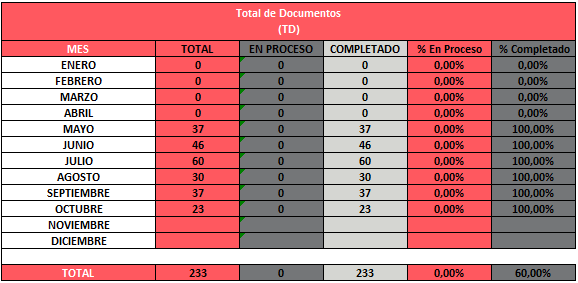 Total de Documentos
(TD)
MES TOTAL EN PROCESO COMPLETADO % En Proceso % Completado
ENERO 0 0 0 0,00% 0,00%
FEBRERO 0 0 0 0,00% 0,00%
MARZO 0 0 0 0,00% 0,00%
ABRIL 0 0 0 0,00% 0,00%
MAYO 37 0 37 0,00% 100,00%
JUNIO 46 0 46 0,00% 100,00%
JULIO 60 0 60 0,00% 100,00%
AGOSTO 30 0 30 0,00% 100,00%
SEPTIEMBRE 37 0 37 0,00% 100,00%
OCTUBRE 23 0 23 0,00% 100,00%
NOVIEMBRE
DICIEMBRE
TOTAL 233 0 233 0,00% 60,00%